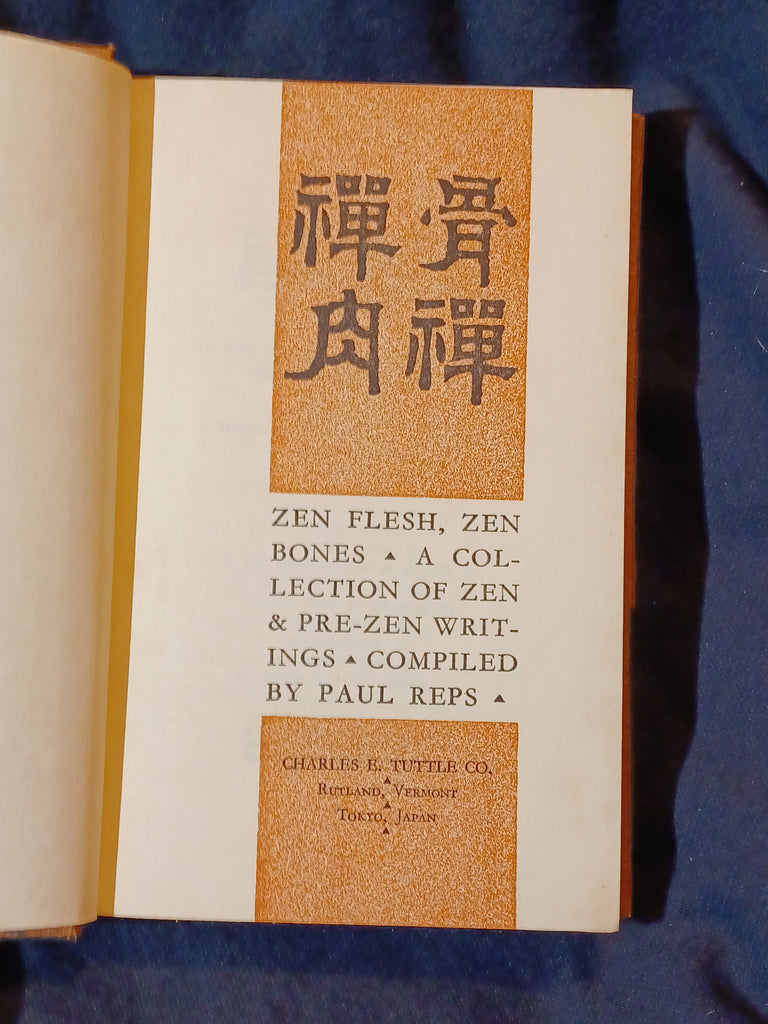 骨禪
禪肉
ZEN FLESH, ZEN
BONES ▲ A COL-
LECTION OF ZEN
& PRE-ZEN WRIT-
INGS ▲ COMPILED
BY PAUL REPS ▲
CHARLES E. TUTTLE CO.
▲
RUTLAND, VERMONT
▲
TOKYO, JAPAN
▲